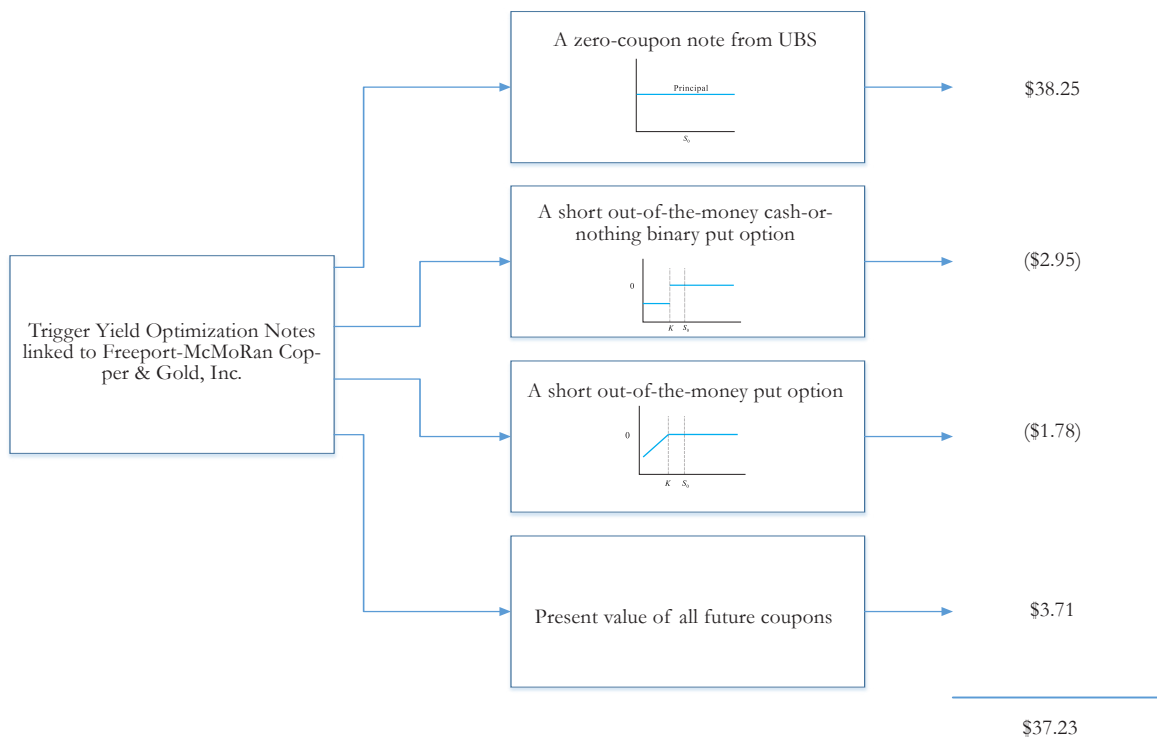 A zero-coupon note from UBS
Principal
S₀
$38.25
A short out-of-the-money cash-or-
nothing binary put option
0
K
S₀
($2.95)
Trigger Yield Optimization Notes
linked to Freeport-McMoRan Cop-
per & Gold, Inc.
A short out-of-the-money put option
0
K
S₀
($1.78)
Present value of all future coupons
$3.71
$37.23